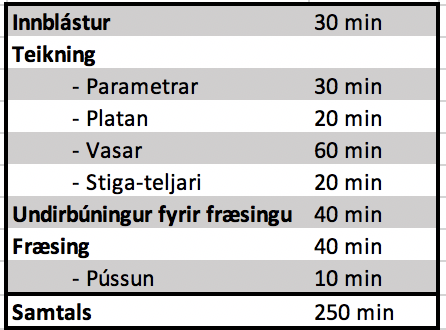 Innblástur 30 min
Teikning
- Parametrar 30 min
- Platan 20 min
- Vasar 60 min
- Stiga-teljari 20 min
Undirbúningur fyrir fræsingu 40 min
Fræsing 40 min
- Pússun 10 min
Samtals 250 min